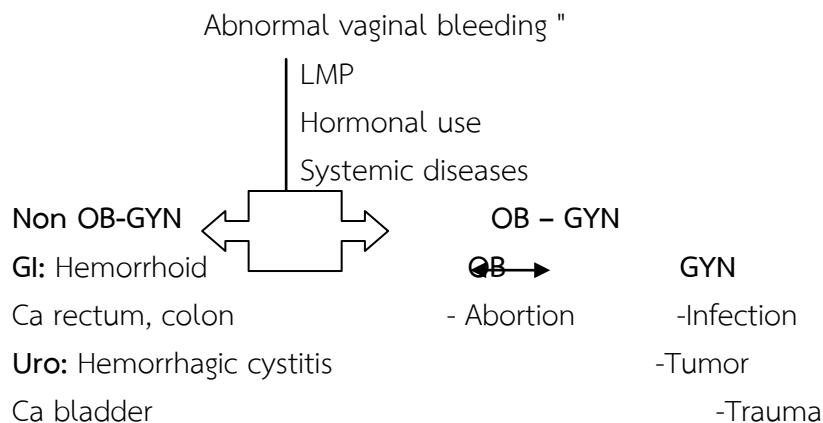 Abnormal vaginal bleeding "
LMP
Hormonal use
Systemic diseases
Non OB-GYN OB – GYN
GI: Hemorrhoid OB GYN
Ca rectum, colon - Abortion -Infection
Uro: Hemorrhagic cystitis -Tumor
Ca bladder -Trauma